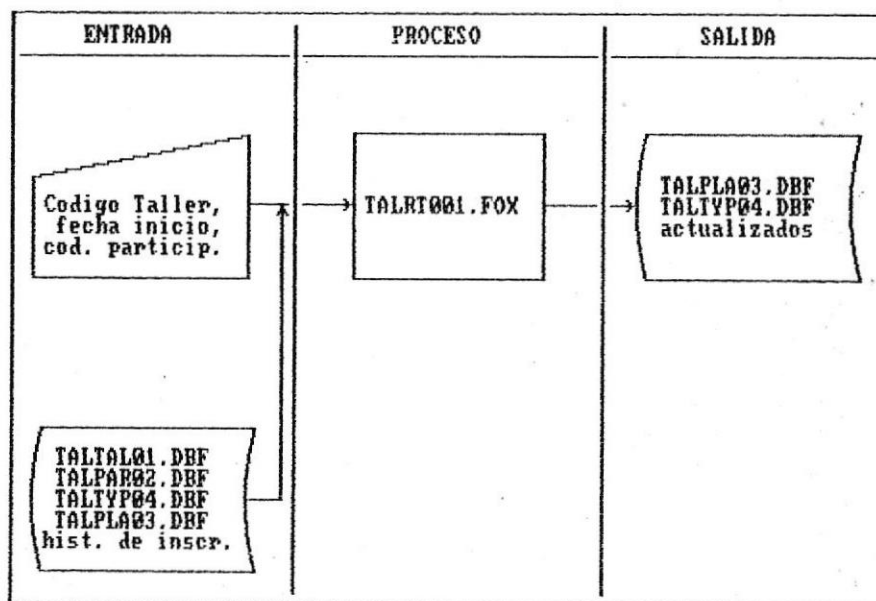 ENTRADA
PROCESO
SALIDA
Codigo Taller,
fecha inicio,
cod. particip.
TALRT001.FOX
TALPLA03.DBF
TALTYP04.DBF
actualizados
TALTAL01.DBF
TALPAR02.DBF
TALTYP04.DBF
TALPLA03.DBF
hist. de inscr.